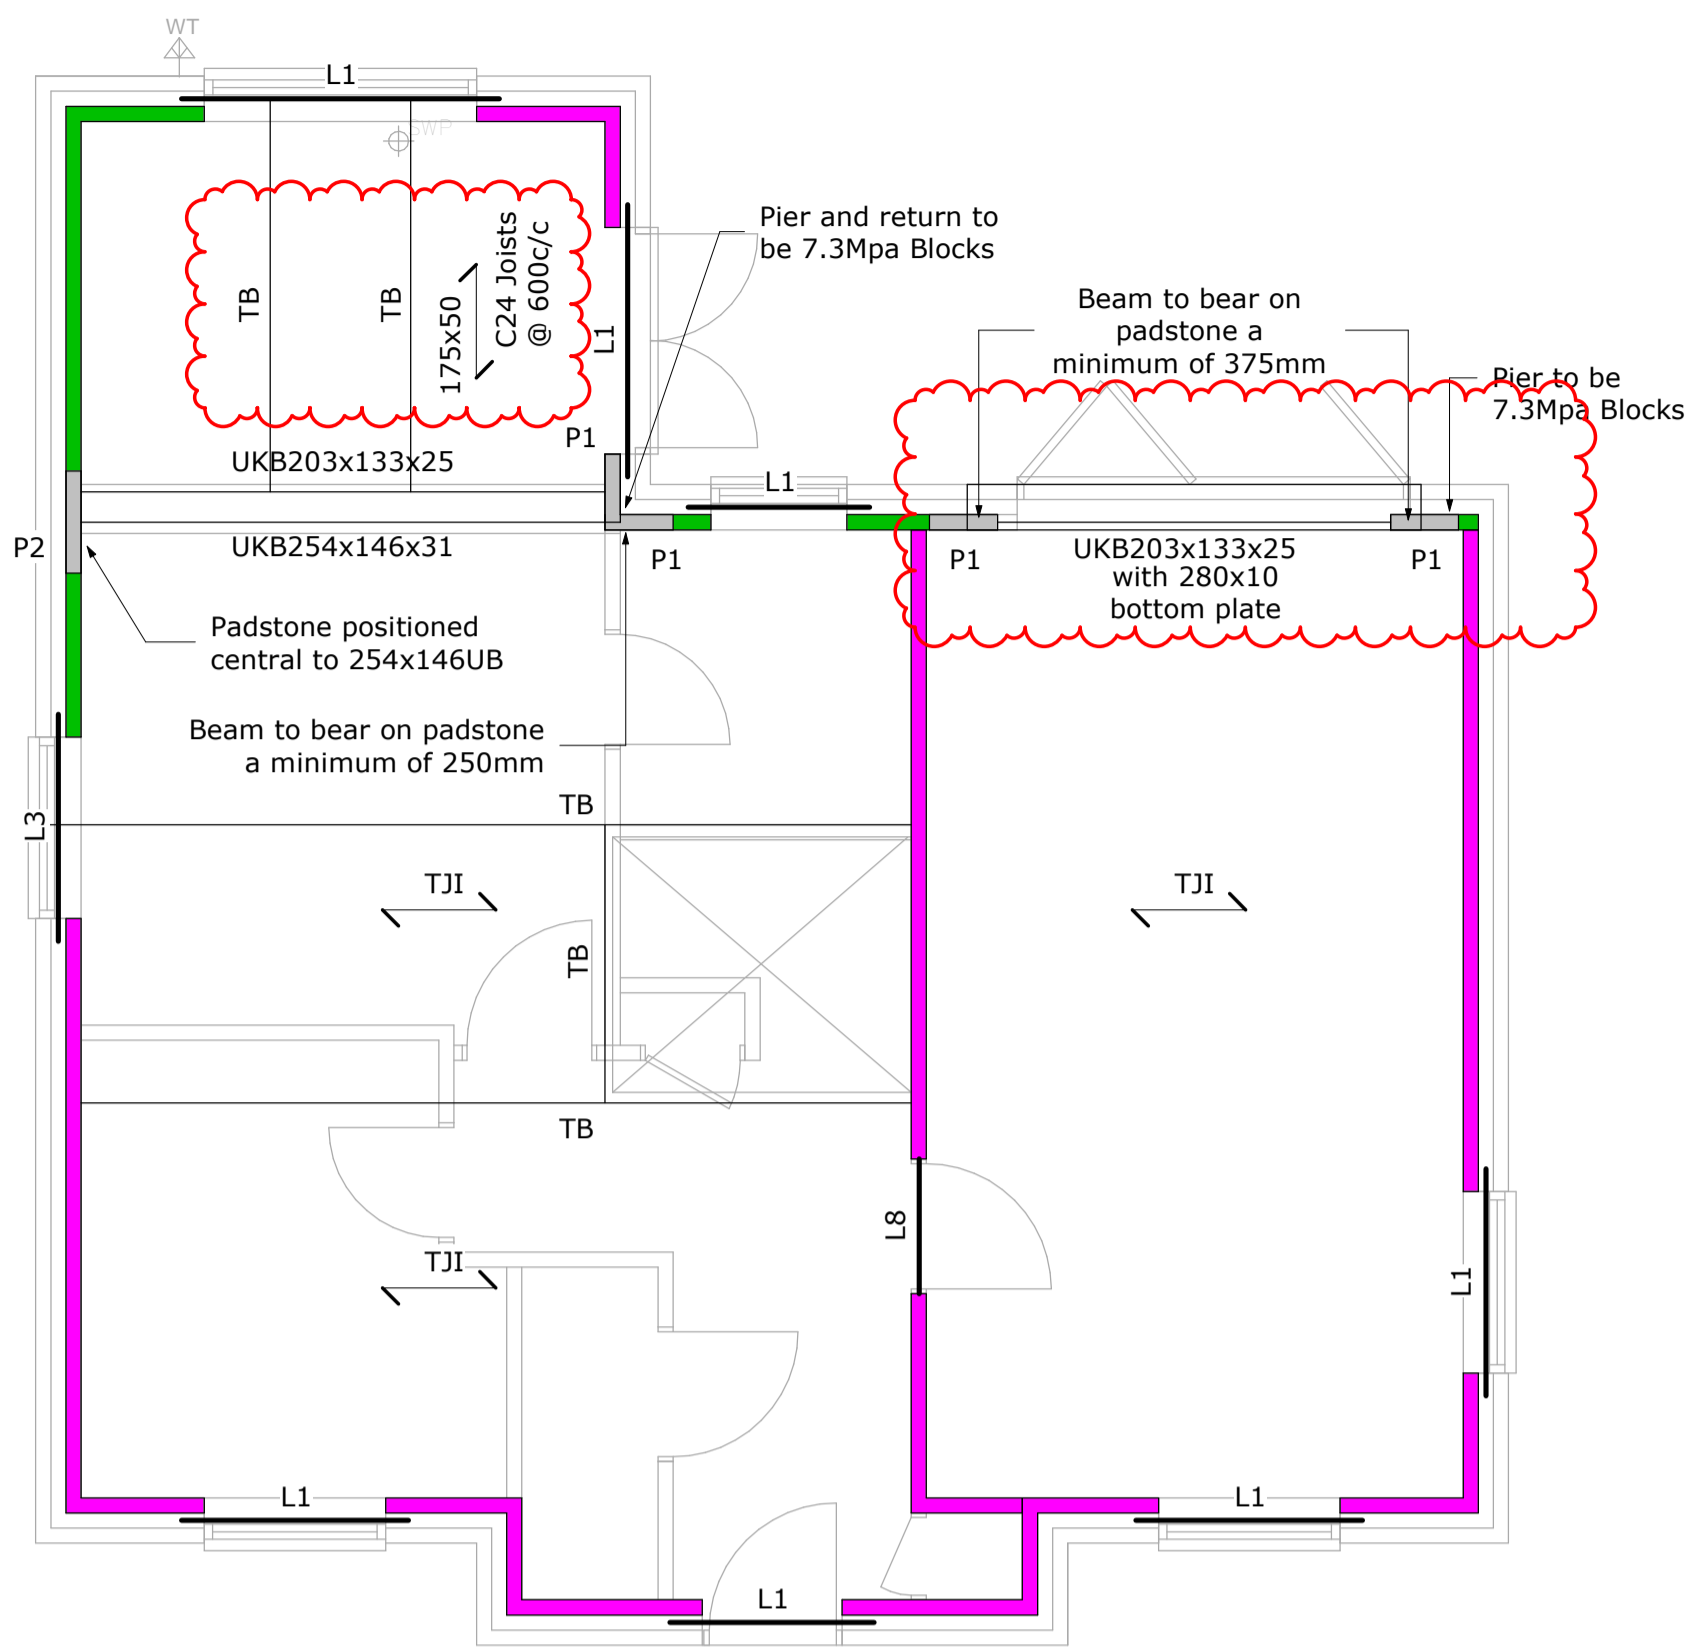 WT
L1
SWP
TB
TB
175x50
C24 Joists
@ 600c/c
L1
Pier and return to
be 7.3Mpa Blocks
Beam to bear on
padstone a
minimum of 375mm
Pier to be
7.3Mpa Blocks
P1
UKB203x133x25
L1
P2
UKB254x146x31
P1
P1
UKB203x133x25
with 280x10
bottom plate
P1
Padstone positioned
central to 254x146UB
Beam to bear on padstone
a minimum of 250mm
TB
L3
TJI
TJI
TB
TB
L8
TJI
L1
L1
L1
L1